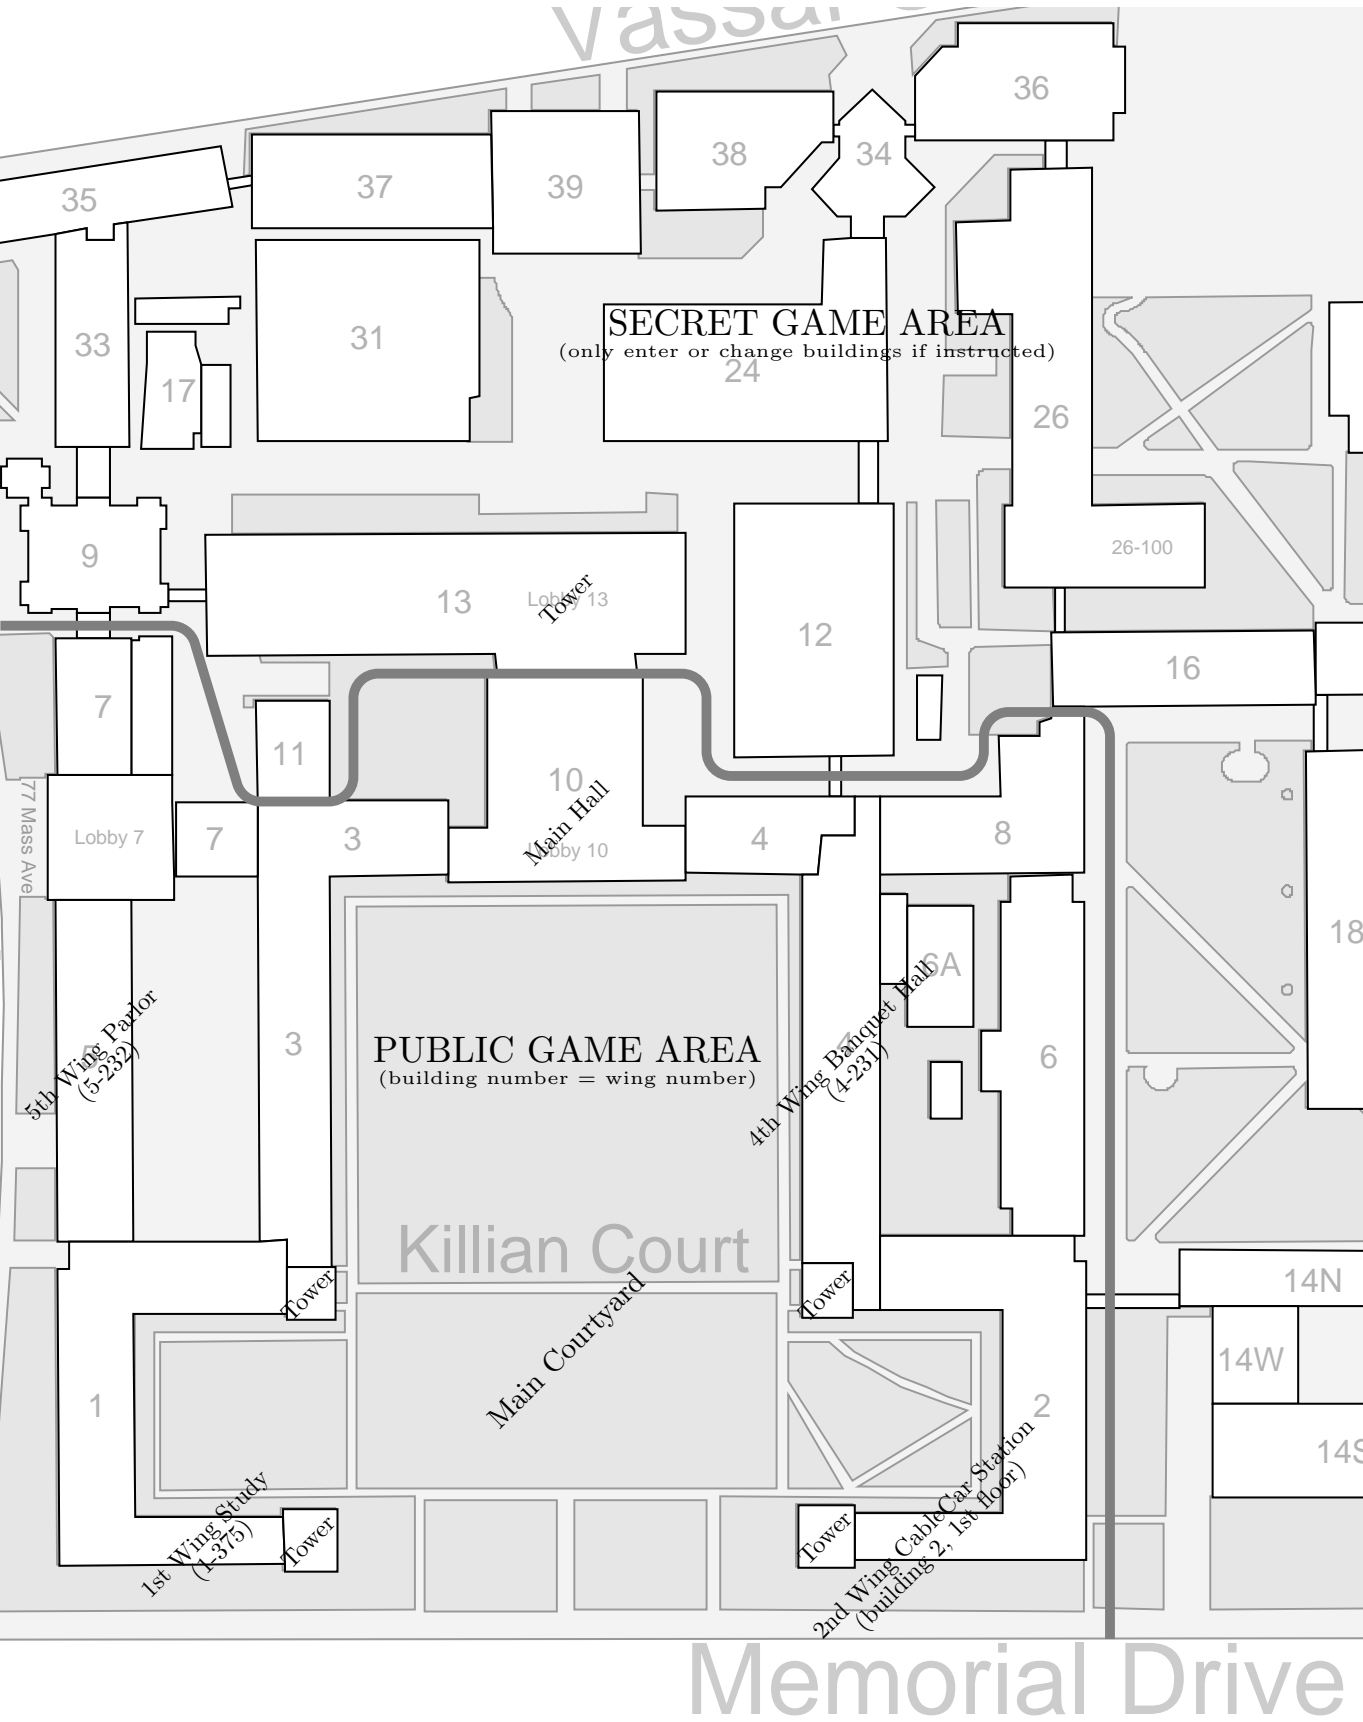 Vassar
36
38
34
37
39
35
SECRET GAME AREA
(only enter or change buildings if instructed)
31
33
24
17
26
26-100
9
13
Lobby 13
Tower
12
16
7
11
10
Main Hall
Lobby 10
77 Mass Ave
Lobby 7
7
3
4
8
18
6A
5th Wing Parlor
(5-232)
5
3
PUBLIC GAME AREA
(building number = wing number)
4th Wing Banquet Hall
(4-231)
4
6
Killian Court
Tower
Tower
14N
Main Courtyard
14W
1
2
14S
1st Wing Study
(1-375)
Tower
Tower
2nd Wing CableCar Station
(building 2, 1st floor)
Memorial Drive